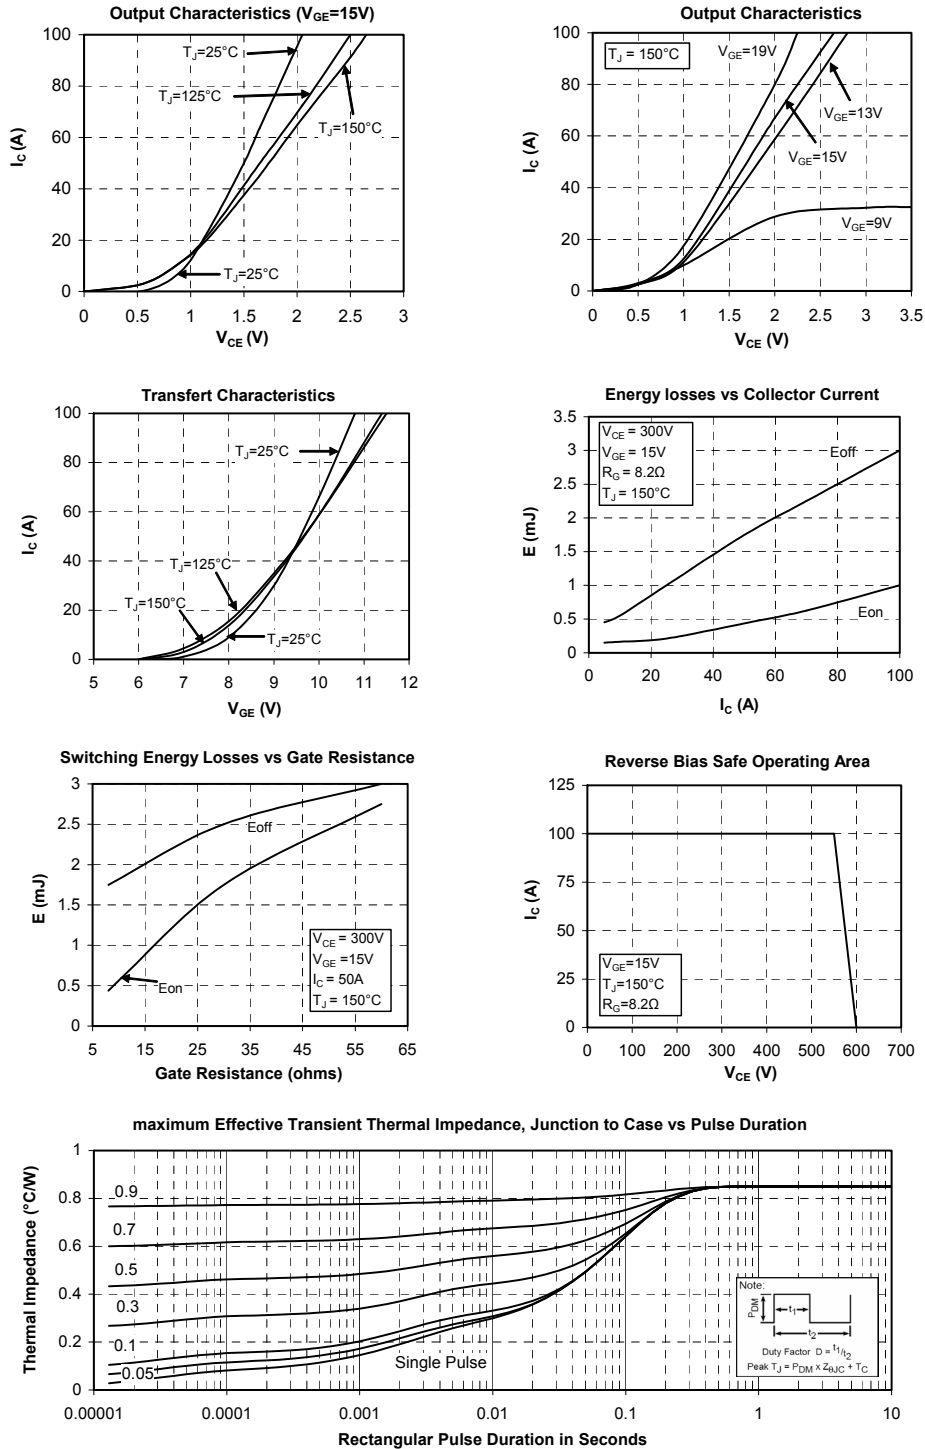 Output Characteristics (VGE=15V)
100
80
60
40
20
0
IC (A)
TJ=25°C
TJ=125°C
TJ=150°C
TJ=25°C
0 0.5 1 1.5 2 2.5 3
VCE (V)
Output Characteristics
100
80
60
40
20
0
IC (A)
TJ = 150°C
VGE=19V
VGE=13V
VGE=15V
VGE=9V
0 0.5 1 1.5 2 2.5 3 3.5
VCE (V)
Transfert Characteristics
100
80
60
40
20
0
IC (A)
TJ=25°C
TJ=125°C
TJ=150°C
TJ=25°C
5 6 7 8 9 10 11 12
VGE (V)
Energy losses vs Collector Current
3.5
3
2.5
2
1.5
1
0.5
0
E (mJ)
VCE = 300V
VGE = 15V
RG = 8.2Ω
TJ = 150°C
Eoff
Eon
0 20 40 60 80 100
IC (A)
Switching Energy Losses vs Gate Resistance
3
2.5
2
1.5
1
0.5
0
E (mJ)
Eoff
Eon
VCE = 300V
VGE =15V
IC = 50A
TJ = 150°C
5 15 25 35 45 55 65
Gate Resistance (ohms)
Reverse Bias Safe Operating Area
125
100
75
50
25
0
IC (A)
VGE=15V
TJ=150°C
RG=8.2Ω
0 100 200 300 400 500 600 700
VCE (V)
maximum Effective Transient Thermal Impedance, Junction to Case vs Pulse Duration
1
0.8
0.6
0.4
0.2
0
Thermal Impedance (°C/W)
0.9
0.7
0.5
0.3
0.1
0.05
Single Pulse
Note:
PDM
t1
t2
Duty Factor D = t1/t2
Peak TJ = PDM x ZθJC + TC
0.00001 0.0001 0.001 0.01 0.1 1 10
Rectangular Pulse Duration in Seconds